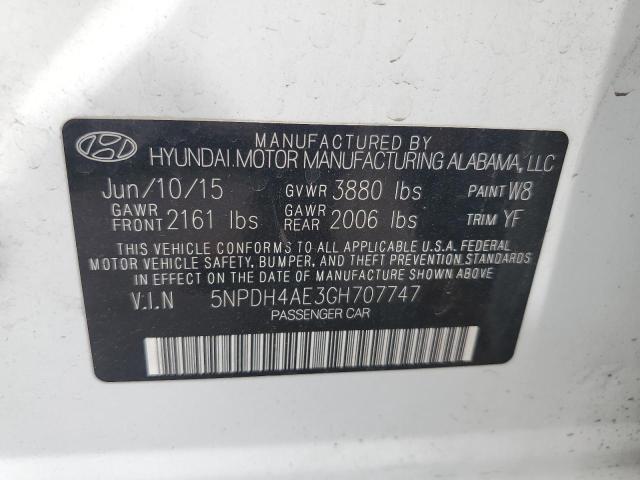 MANUFACTURED BY
HYUNDAI MOTOR MANUFACTURING ALABAMA, LLC
Jun/10/15 GVWR 3880 lbs PAINT W8
GAWR FRONT 2161 lbs GAWR REAR 2006 lbs TRIM YF
THIS VEHICLE CONFORMS TO ALL APPLICABLE U.S.A. FEDERAL
MOTOR VEHICLE SAFETY, BUMPER, AND THEFT PREVENTION STANDARDS
IN EFFECT ON THE DATE OF MANUFACTURE SHOWN ABOVE
V.I.N 5NPDH4AE3GH707747
PASSENGER CAR